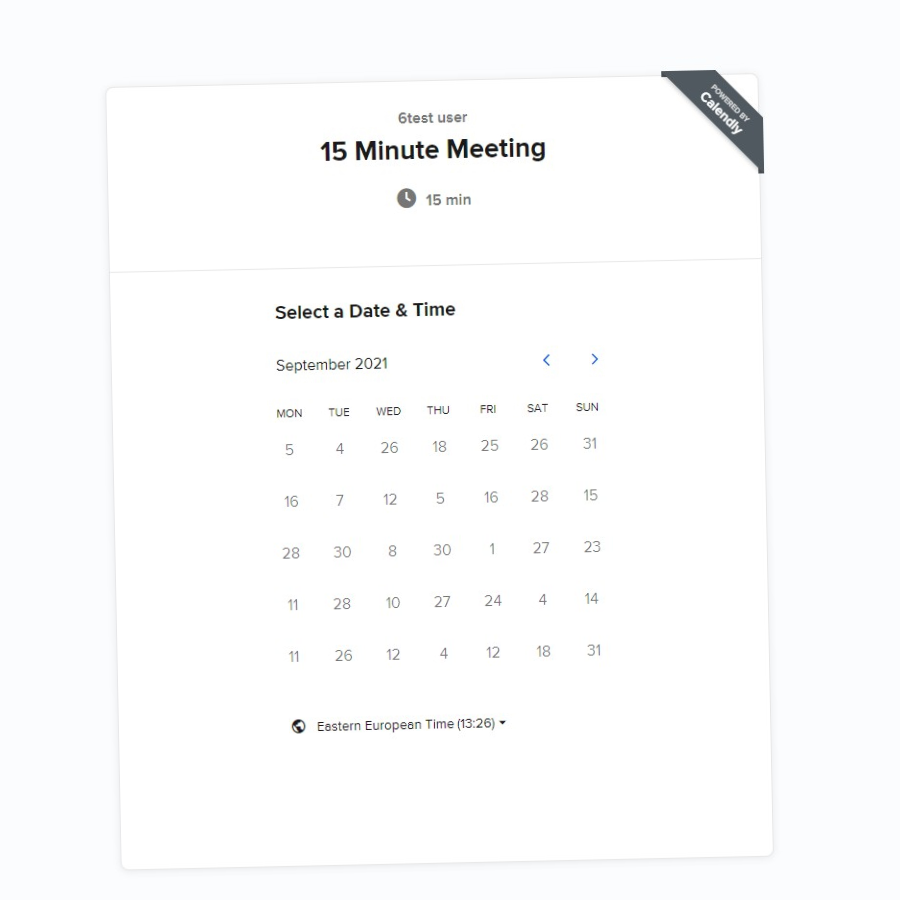 POWERED BY
Calendly
6test user
15 Minute Meeting
15 min
Select a Date & Time
September 2021
MON TUE WED THU FRI SAT SUN
5 4 26 18 25 26 31
16 7 12 5 16 28 15
28 30 8 30 1 27 23
11 28 10 27 24 4 14
11 26 12 4 12 18 31
Eastern European Time (13:26)